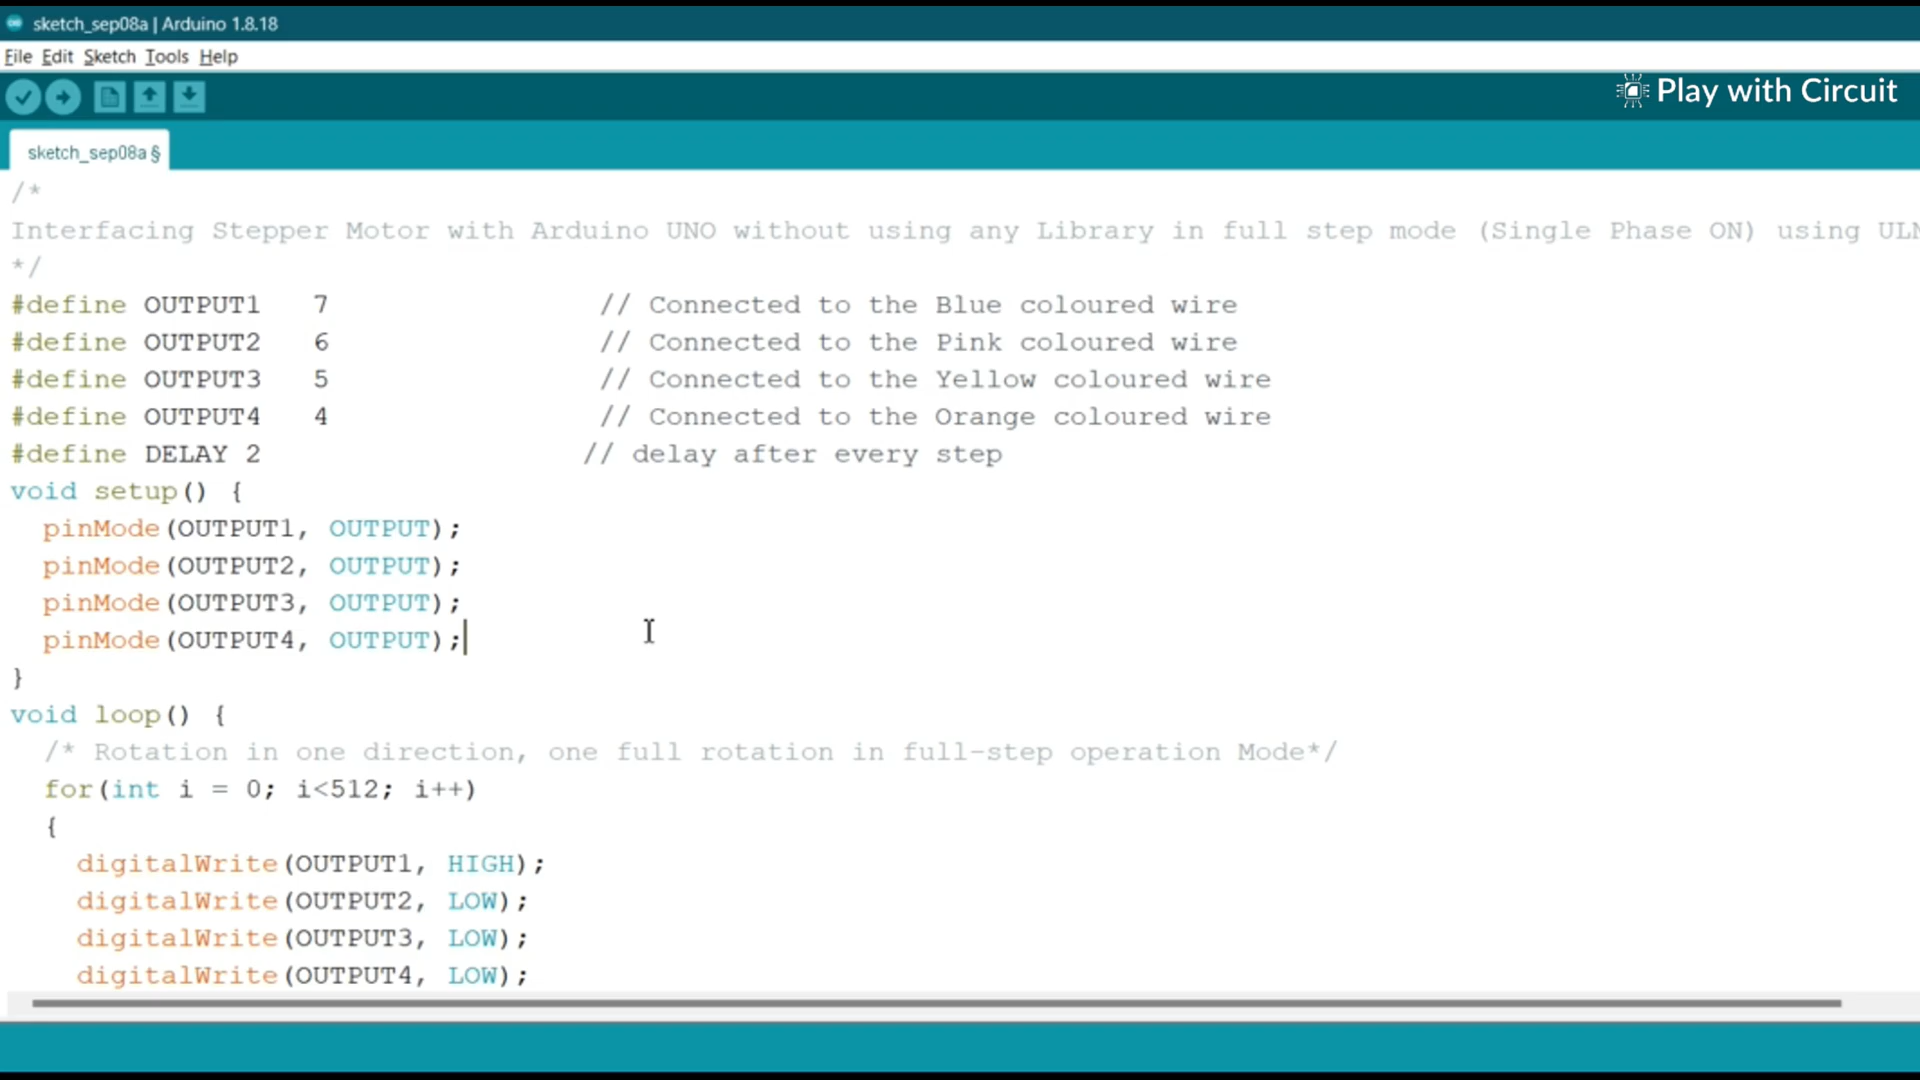 sketch_sep08a | Arduino 1.8.18
File Edit Sketch Tools Help
Play with Circuit
sketch_sep08a §
/*
Interfacing Stepper Motor with Arduino UNO without using any Library in full step mode (Single Phase ON) using
*/
#define OUTPUT1 7 // Connected to the Blue coloured wire
#define OUTPUT2 6 // Connected to the Pink coloured wire
#define OUTPUT3 5 // Connected to the Yellow coloured wire
#define OUTPUT4 4 // Connected to the Orange coloured wire
#define DELAY 2 // delay after every step
void setup() {
pinMode(OUTPUT1, OUTPUT);
pinMode(OUTPUT2, OUTPUT);
pinMode(OUTPUT3, OUTPUT);
pinMode(OUTPUT4, OUTPUT);
}
void loop() {
/* Rotation in one direction, one full rotation in full-step operation Mode*/
for(int i = 0; i<512; i++)
{
digitalWrite(OUTPUT1, HIGH);
digitalWrite(OUTPUT2, LOW);
digitalWrite(OUTPUT3, LOW);
digitalWrite(OUTPUT4, LOW);